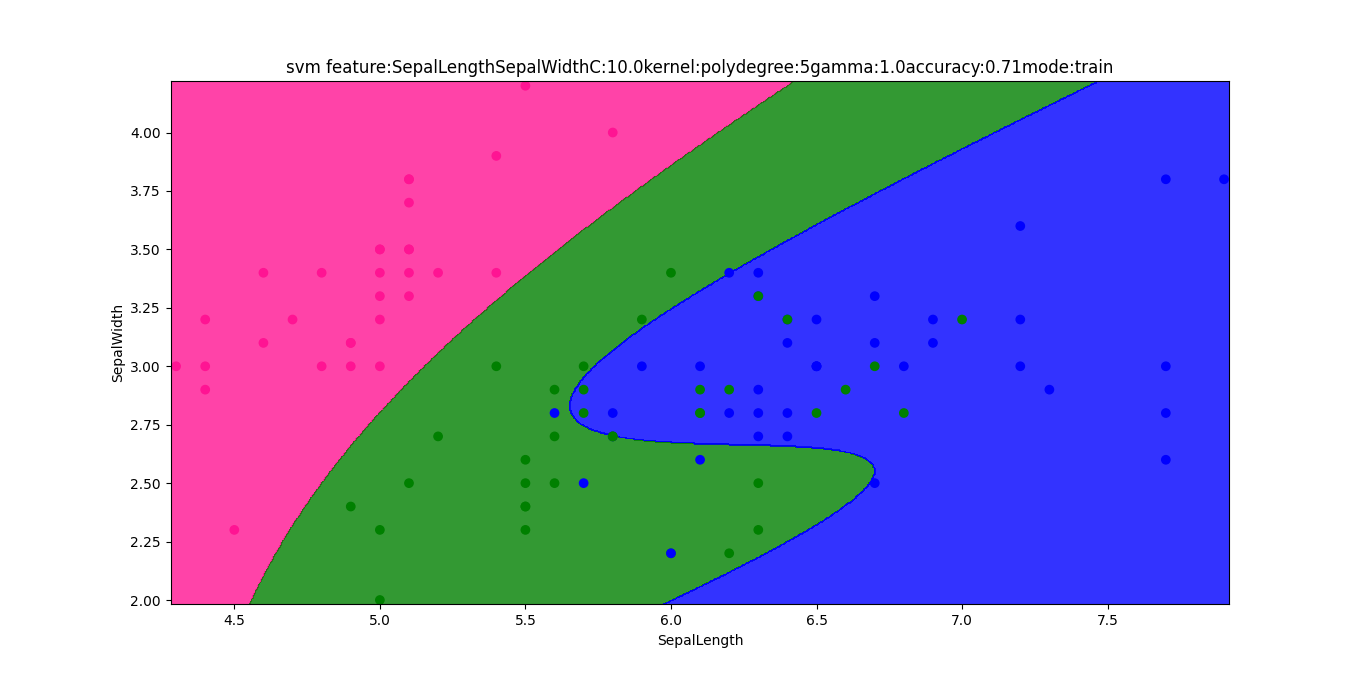 svm feature:SepalLengthSepalWidthC:10.0kernel:polydegree:5gamma:1.0accuracy:0.71mode:train
4.00
3.75
3.50
3.25
3.00
2.75
2.50
2.25
2.00
SepalWidth
4.5 5.0 5.5 6.0 6.5 7.0 7.5
SepalLength